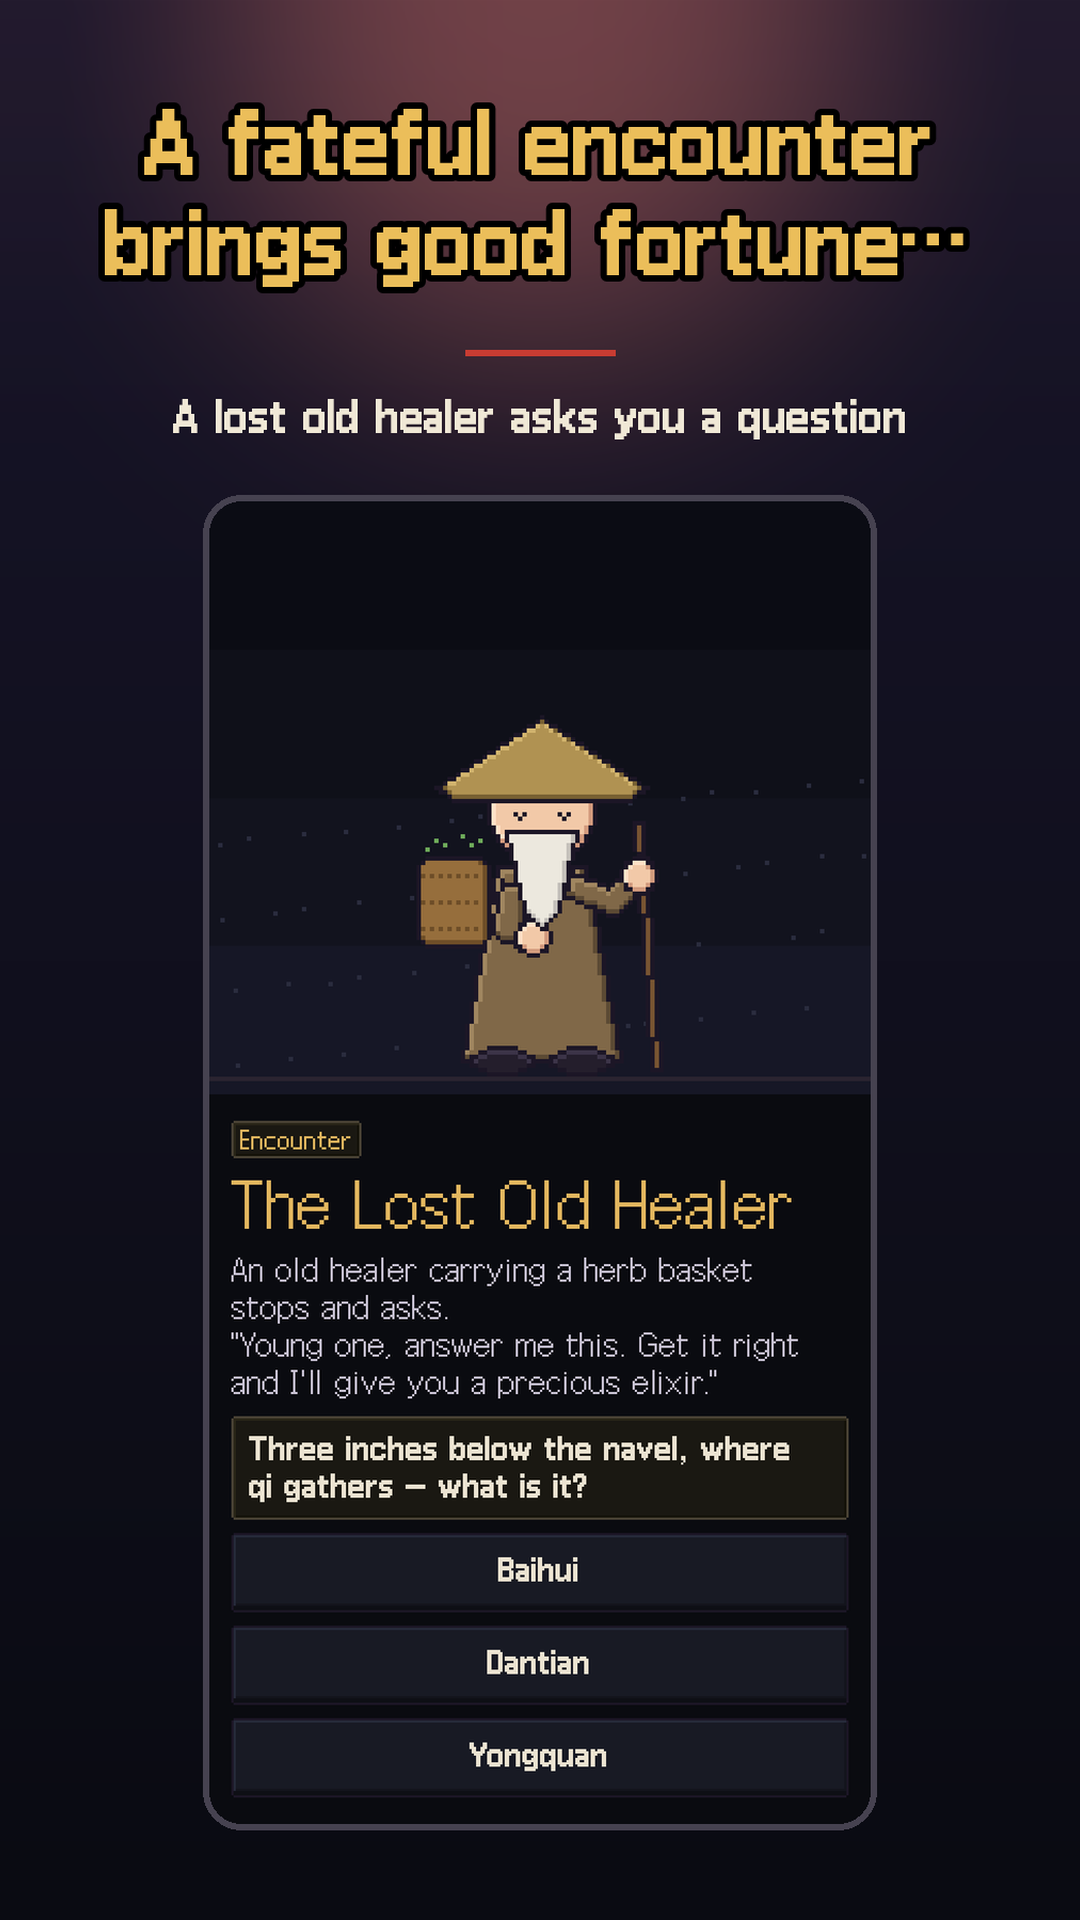 A fateful encounter
brings good fortune⋯
A lost old healer asks you a question
Encounter
The Lost Old Healer
An old healer carrying a herb basket
stops and asks.
"Young one, answer me this. Get it right
and I'll give you a precious elixir."
Three inches below the navel, where
qi gathers — what is it?
Baihui
Dantian
Yongquan